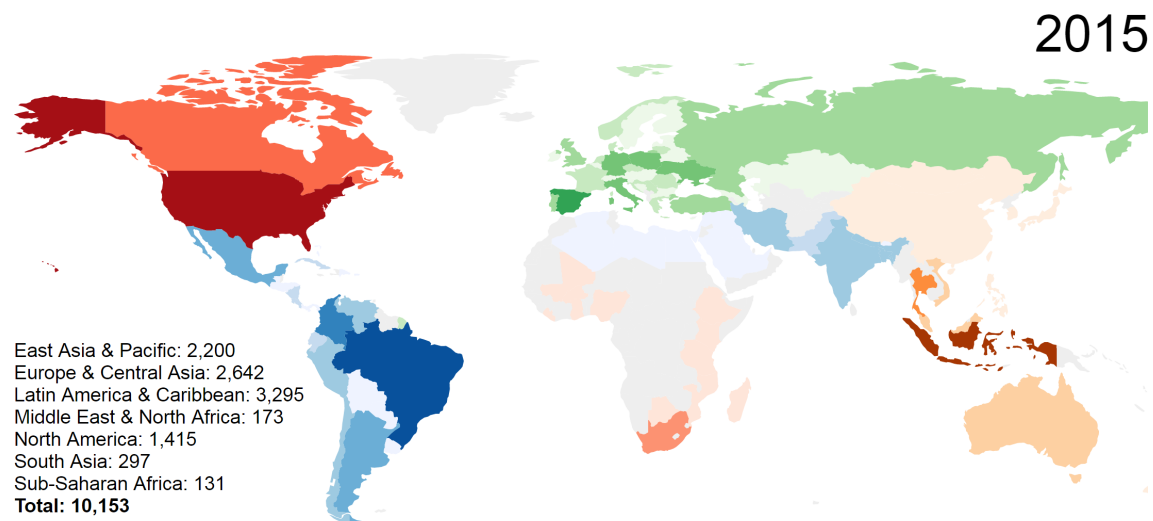 2015
East Asia & Pacific: 2,200
Europe & Central Asia: 2,642
Latin America & Caribbean: 3,295
Middle East & North Africa: 173
North America: 1,415
South Asia: 297
Sub-Saharan Africa: 131
Total: 10,153